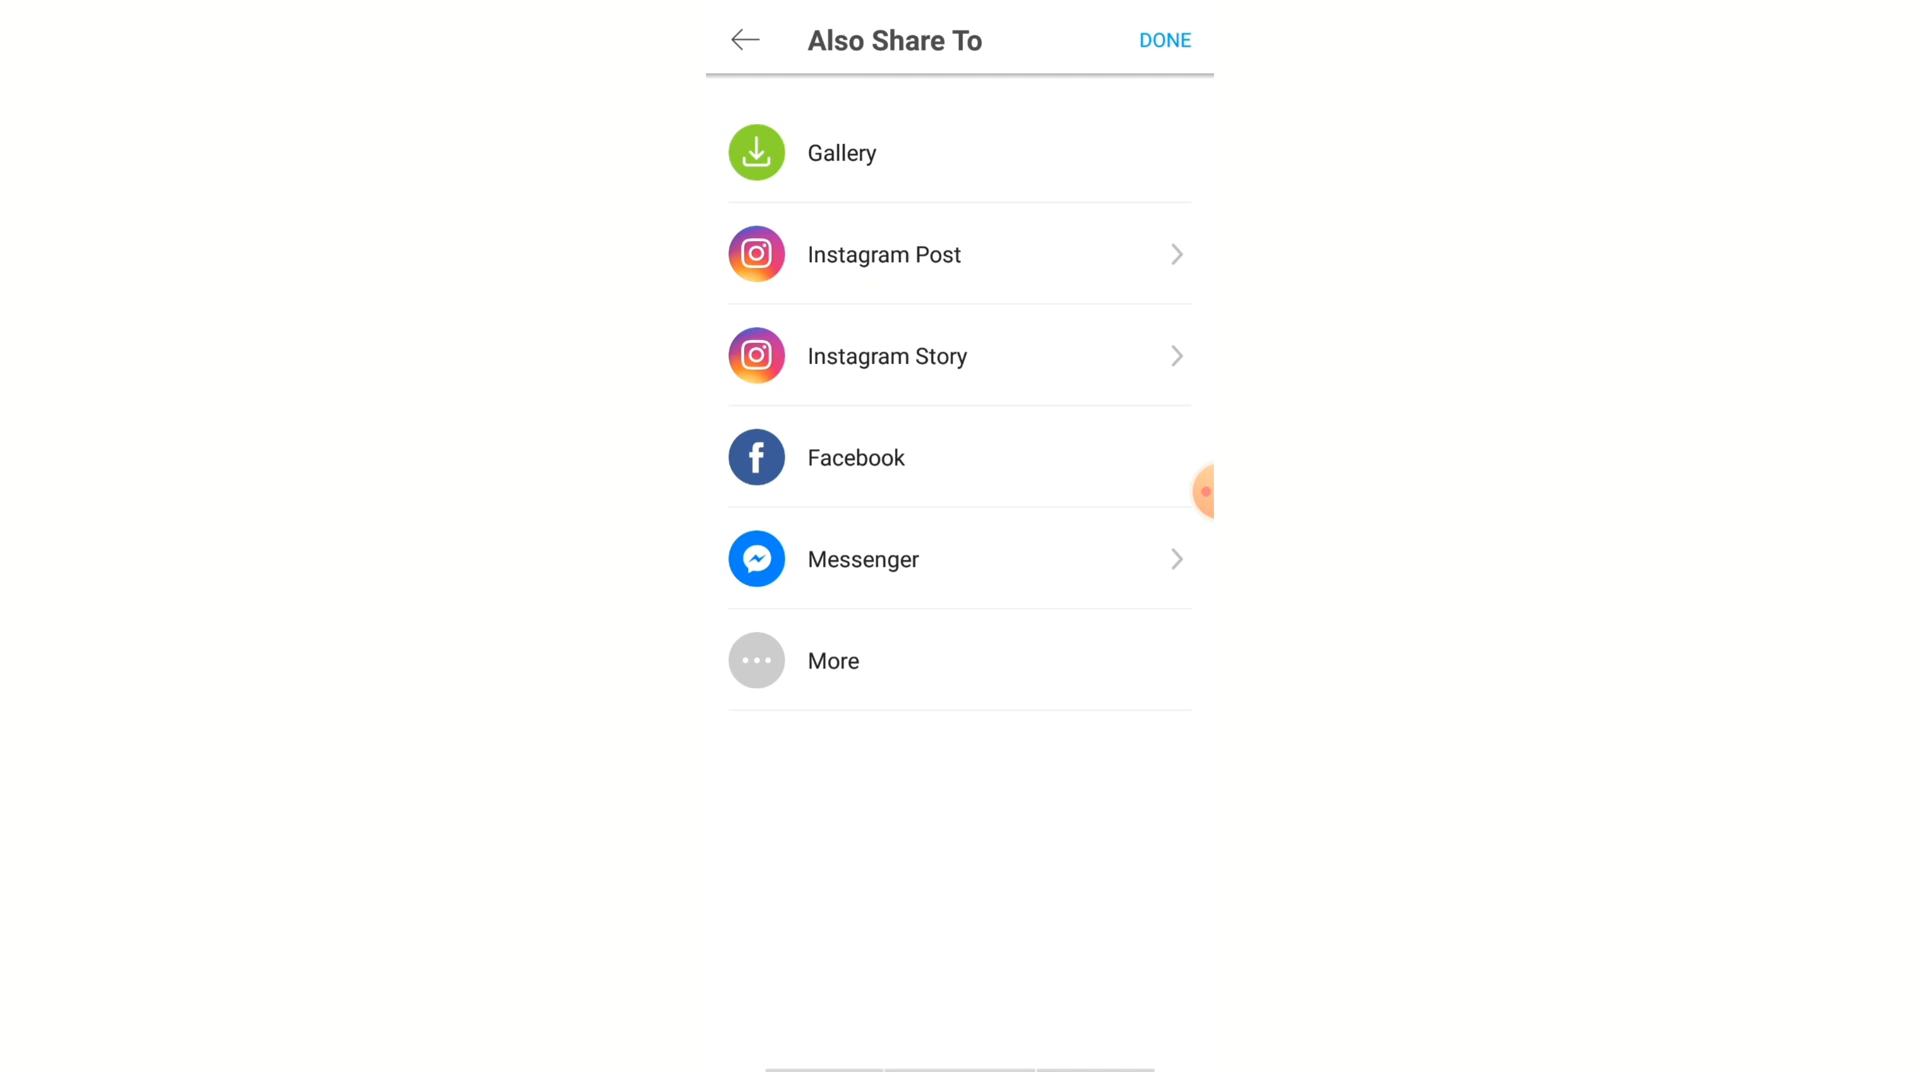 Also Share To
DONE
Gallery
Instagram Post
Instagram Story
Facebook
Messenger
More